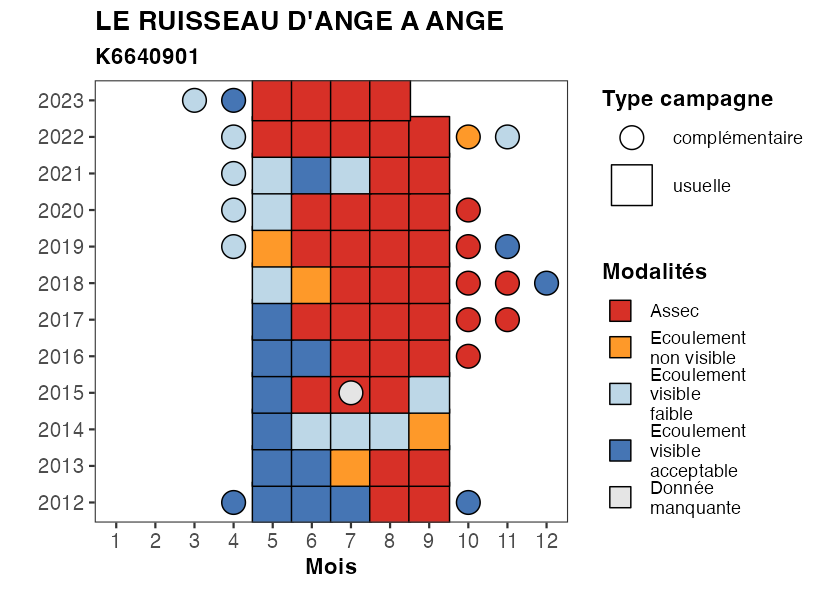 LE RUISSEAU D'ANGE A ANGE
K6640901
2023
2022
2021
2020
2019
2018
2017
2016
2015
2014
2013
2012
1 2 3 4 5 6 7 8 9 10 11 12
Mois
Type campagne
complémentaire
usuelle
Modalités
Assec
Ecoulement
non visible
Ecoulement
visible
faible
Ecoulement
visible
acceptable
Donnée
manquante